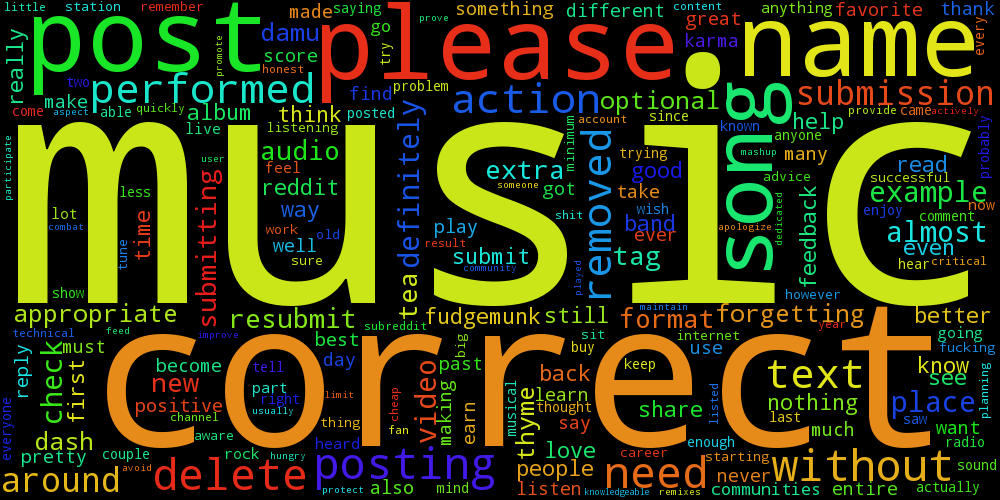 little station remember made saying something different content great anything favorite thank
post please . name
really damu go try prove karma every
score promote honest
two performed find problem action optional submission
come make aspect able quickly album think posted since known help provide came actively
music song
participate live listening user audio feel reddit way work old well sure
definitely extra someone got shit minimum account removed trying good take wish band ever tag
mashup anyone many advice apologize dedicated feedback read successful example enjoy now comment almost even hear critical probably
less lot combat tune time submitting show
play result submit community tea played maintain however
appropriate resubmit subreddit fudgemunk still format forgetting better
correct
technical feed improve best sit year internet going
reply check must first become tell day big past buy back keep use text know fucking see
new part right limit cheap video making earn learn musical thought share listed nothing place planning
everyone positive usually channel thing fan say last saw want
dash aware rock heard thyme love enough much radio
pretty couple hungry career starting never without sound
around avoid delete posting people need
protect also mind listen knowledgeable remixes communities entire actually